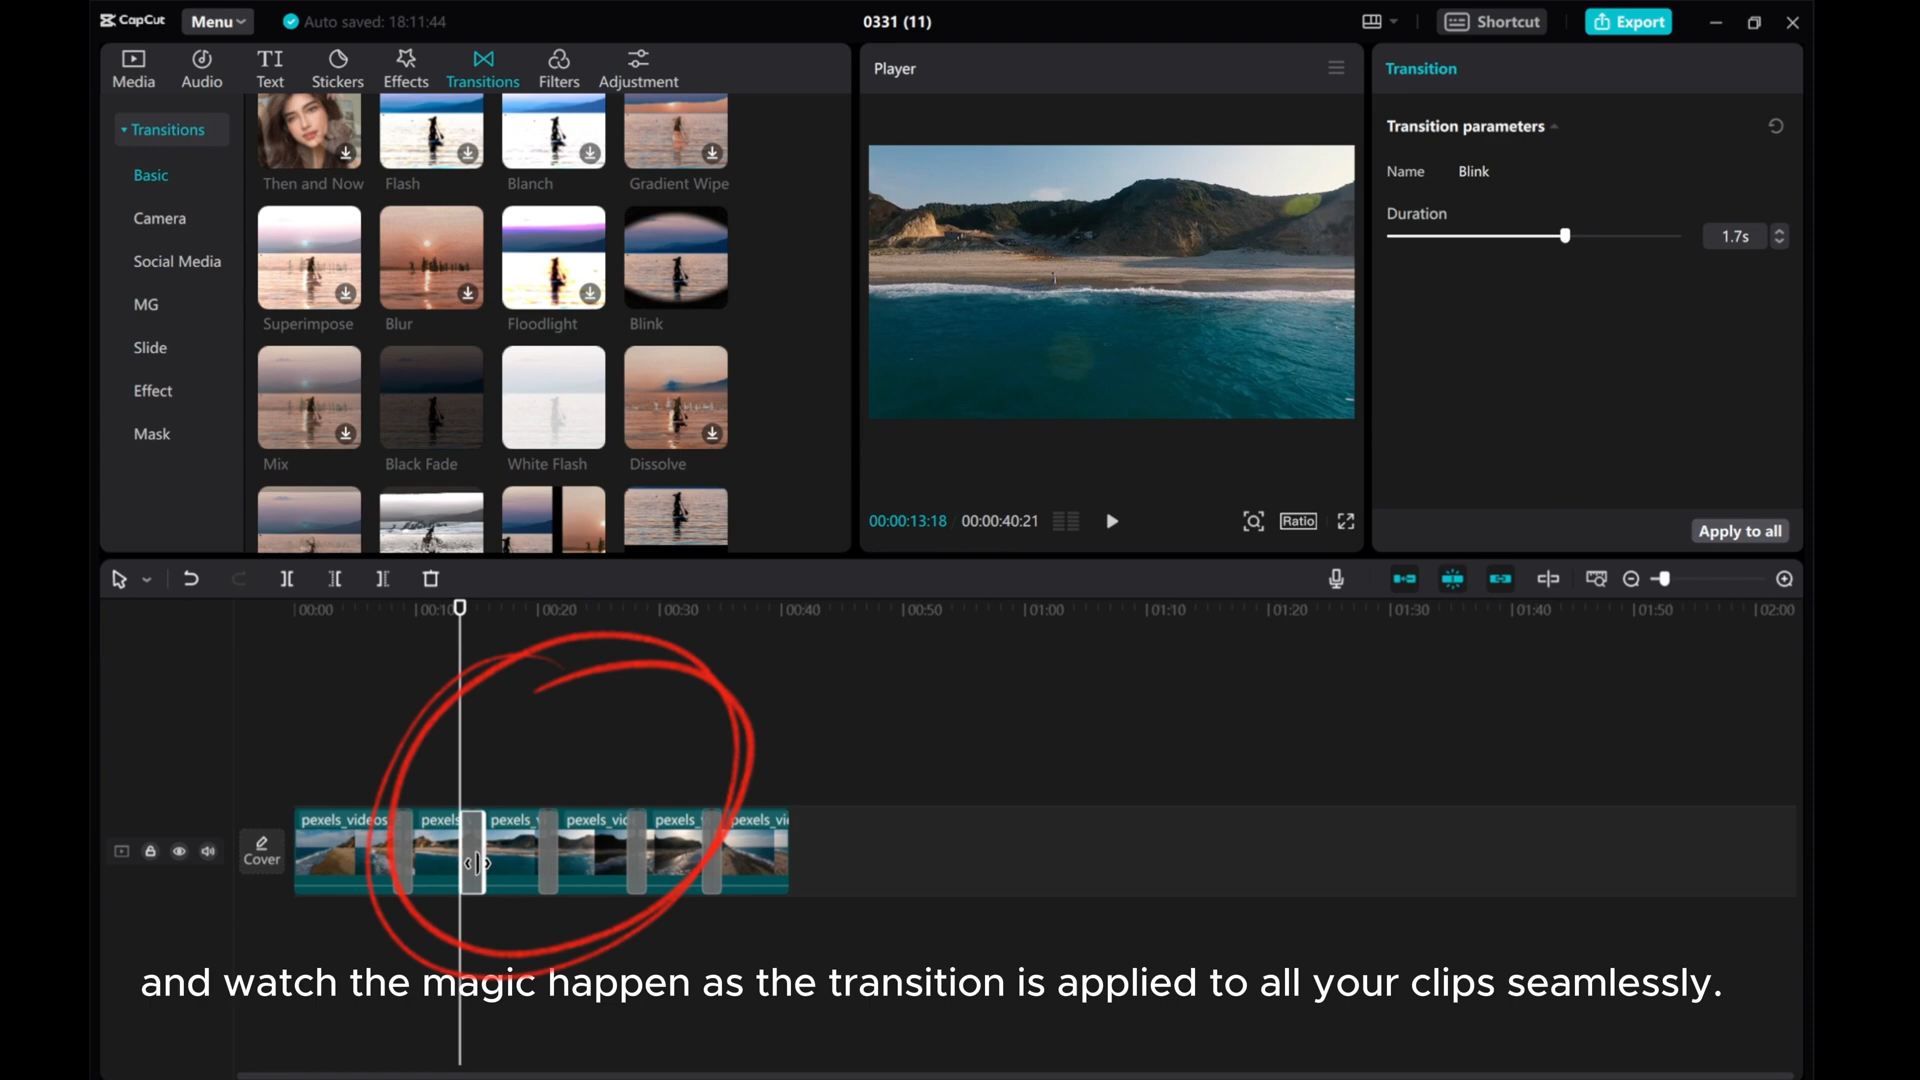 CapCut
Menu
Auto saved: 18:11:44
0331 (11)
Shortcut
Export
Media
Audio
TI
Text
Stickers
Effects
Transitions
Filters
Adjustment
Transitions
Basic
Camera
Social Media
MG
Slide
Effect
Mask
Then and Now
Flash
Blanch
Gradient Wipe
Superimpose
Blur
Floodlight
Blink
Mix
Black Fade
White Flash
Dissolve
Player
00:00:13:18 / 00:00:40:21
Ratio
Transition
Transition parameters
Name Blink
Duration
1.7s
Apply to all
00:00 00:10 00:20 00:30 00:40 00:50 01:00 01:10 01:20 01:30 01:40 01:50 02:00
Cover
pexels_videos pexels pexels_v pexels_vid pexels_v pexels_vi
and watch the magic happen as the transition is applied to all your clips seamlessly.